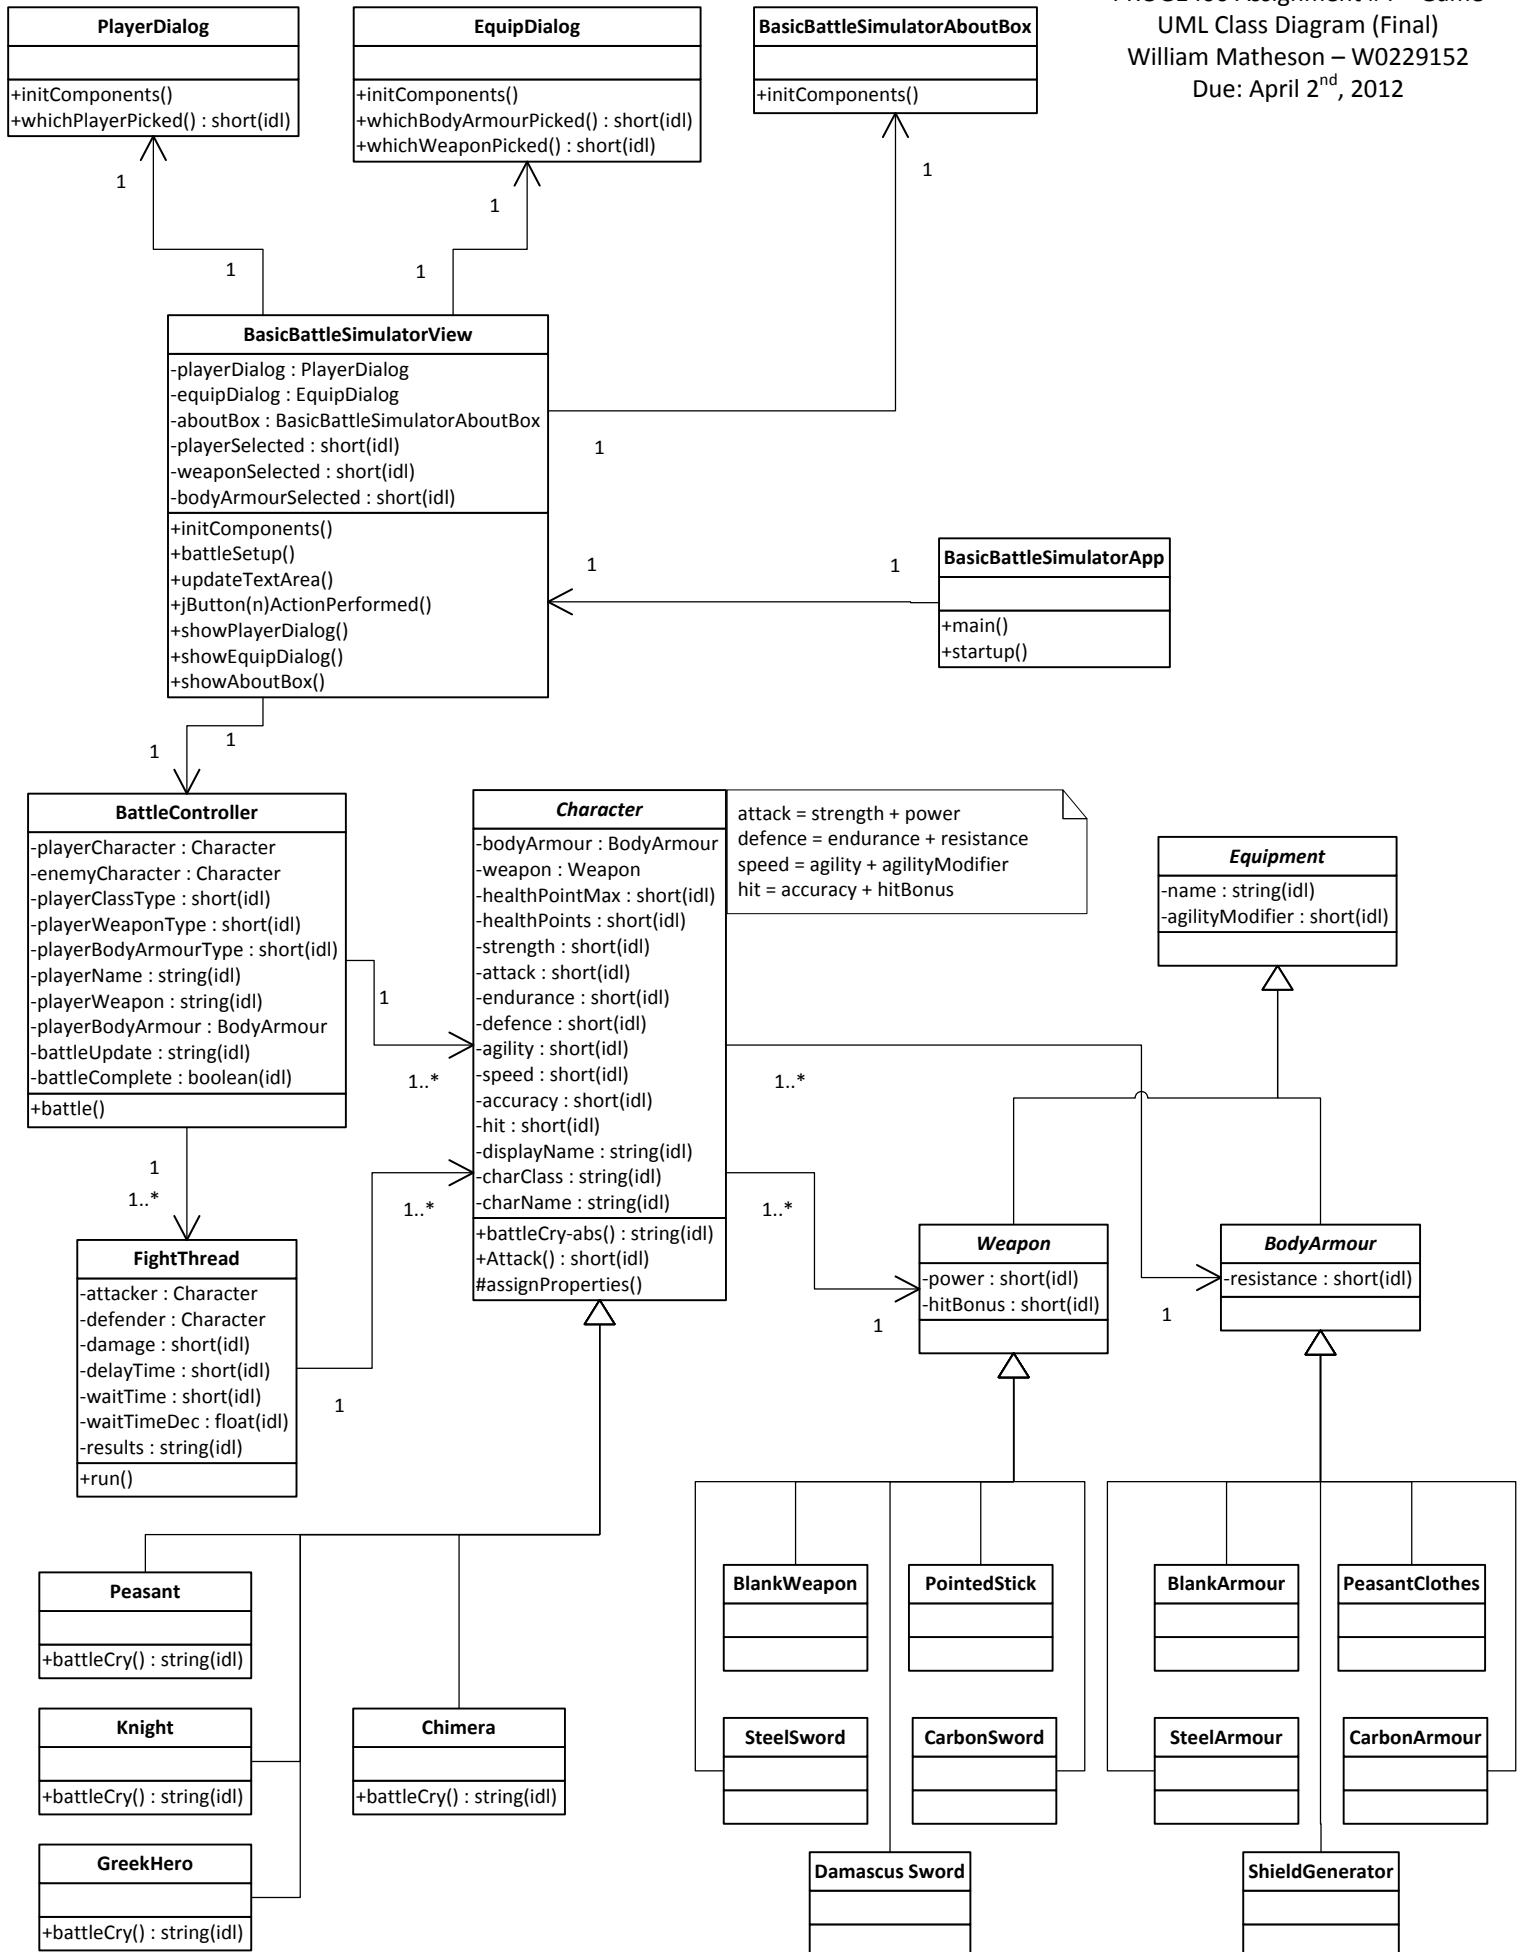 UML Class Diagram (Final)
William Matheson – W0229152
Due: April 2nd, 2012
PlayerDialog
+initComponents()
+whichPlayerPicked() : short(idl)
EquipDialog
+initComponents()
+whichBodyArmourPicked() : short(idl)
+whichWeaponPicked() : short(idl)
BasicBattleSimulatorAboutBox
+initComponents()
1
1
1
1
1
BasicBattleSimulatorView
-playerDialog : PlayerDialog
-equipDialog : EquipDialog
-aboutBox : BasicBattleSimulatorAboutBox
-playerSelected : short(idl)
-weaponSelected : short(idl)
-bodyArmourSelected : short(idl)
+initComponents()
+battleSetup()
+updateTextArea()
+jButton(n)ActionPerformed()
+showPlayerDialog()
+showEquipDialog()
+showAboutBox()
1
1
1
BasicBattleSimulatorApp
+main()
+startup()
1
1
BattleController
-playerCharacter : Character
-enemyCharacter : Character
-playerClassType : short(idl)
-playerWeaponType : short(idl)
-playerBodyArmourType : short(idl)
-playerName : string(idl)
-playerWeapon : string(idl)
-playerBodyArmour : BodyArmour
-battleUpdate : string(idl)
-battleComplete : boolean(idl)
+battle()
1
1..*
Character
-bodyArmour : BodyArmour
-weapon : Weapon
-healthPointMax : short(idl)
-healthPoints : short(idl)
-strength : short(idl)
-attack : short(idl)
-endurance : short(idl)
-defence : short(idl)
-agility : short(idl)
-speed : short(idl)
-accuracy : short(idl)
-hit : short(idl)
-displayName : string(idl)
-charClass : string(idl)
-charName : string(idl)
+battleCry-abs() : string(idl)
+Attack() : short(idl)
#assignProperties()
attack = strength + power
defence = endurance + resistance
speed = agility + agilityModifier
hit = accuracy + hitBonus
Equipment
-name : string(idl)
-agilityModifier : short(idl)
1..*
1..*
1
1..*
1..*
1
FightThread
-attacker : Character
-defender : Character
-damage : short(idl)
-delayTime : short(idl)
-waitTime : short(idl)
-waitTimeDec : float(idl)
-results : string(idl)
+run()
Weapon
-power : short(idl)
-hitBonus : short(idl)
BodyArmour
-resistance : short(idl)
1
1
Peasant
+battleCry() : string(idl)
Knight
+battleCry() : string(idl)
Chimera
+battleCry() : string(idl)
GreekHero
+battleCry() : string(idl)
BlankWeapon
PointedStick
SteelSword
CarbonSword
Damascus Sword
BlankArmour
PeasantClothes
SteelArmour
CarbonArmour
ShieldGenerator